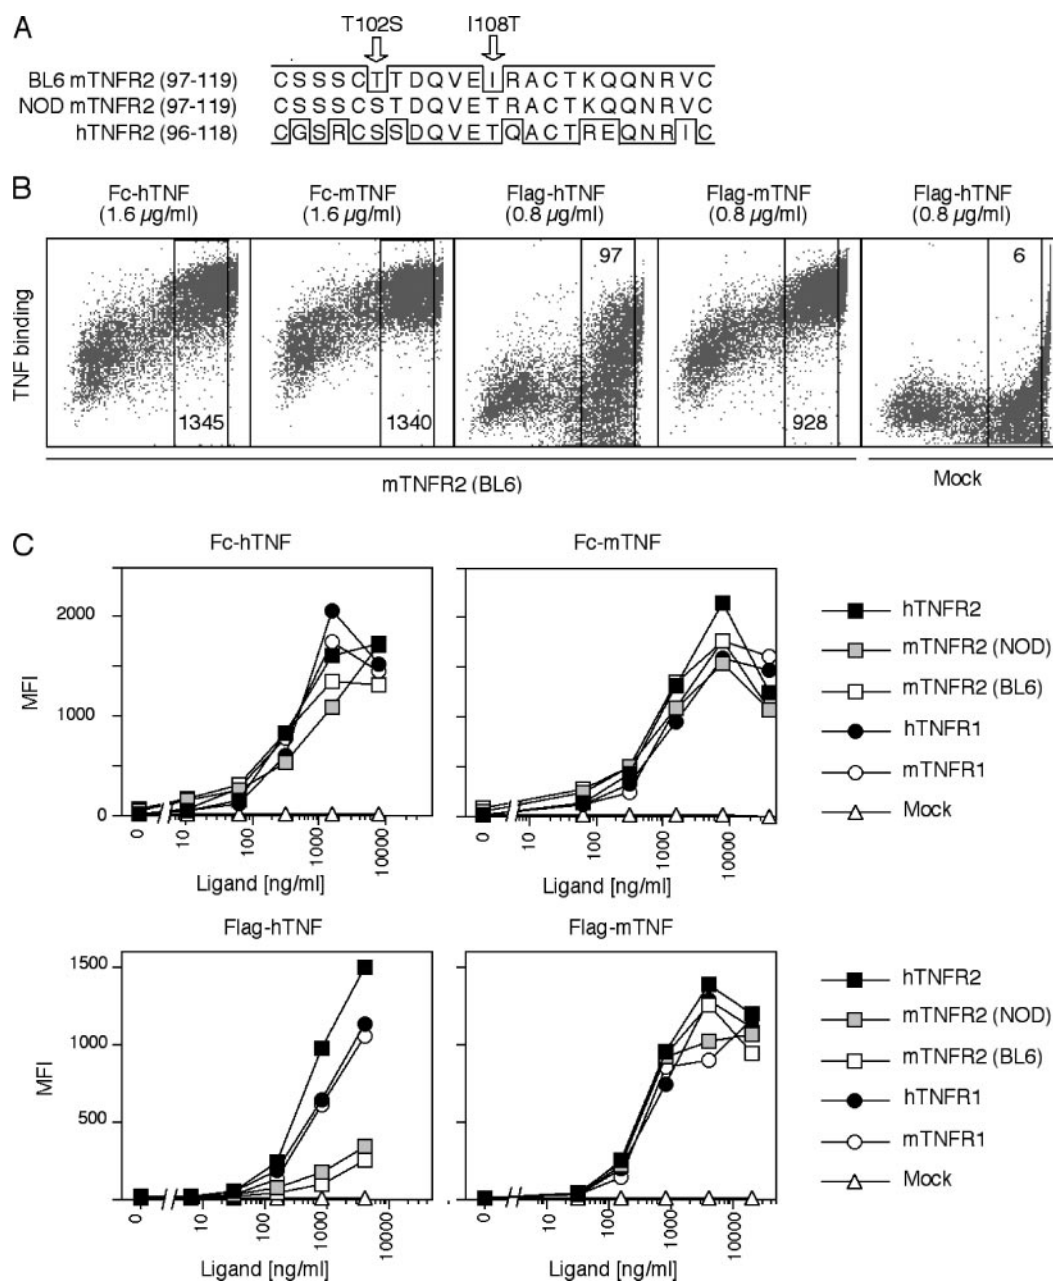 A
T102S I108T
BL6 mTNFR2 (97-119) CSSSCTTDQVEIRACTKQQNRVC
NOD mTNFR2 (97-119) CSSSCSTDQVETRACTKQQNRVC
hTNFR2 (96-118) CGSRCSSDQVETQACTREQNRIC
B
Fc-hTNF (1.6 µg/ml)
Fc-mTNF (1.6 µg/ml)
Flag-hTNF (0.8 µg/ml)
Flag-mTNF (0.8 µg/ml)
Flag-hTNF (0.8 µg/ml)
TNF binding
1345 1340 97 928 6
mTNFR2 (BL6) Mock
C
Fc-hTNF Fc-mTNF
MFI
2000
1000
0
0 10 100 1000 10000
0 10 100 1000 10000
Ligand [ng/ml] Ligand [ng/ml]
hTNFR2
mTNFR2 (NOD)
mTNFR2 (BL6)
hTNFR1
mTNFR1
Mock
Flag-hTNF Flag-mTNF
MFI
1500
1000
500
0
0 10 100 1000 10000
0 10 100 1000 10000
Ligand [ng/ml] Ligand [ng/ml]
hTNFR2
mTNFR2 (NOD)
mTNFR2 (BL6)
hTNFR1
mTNFR1
Mock